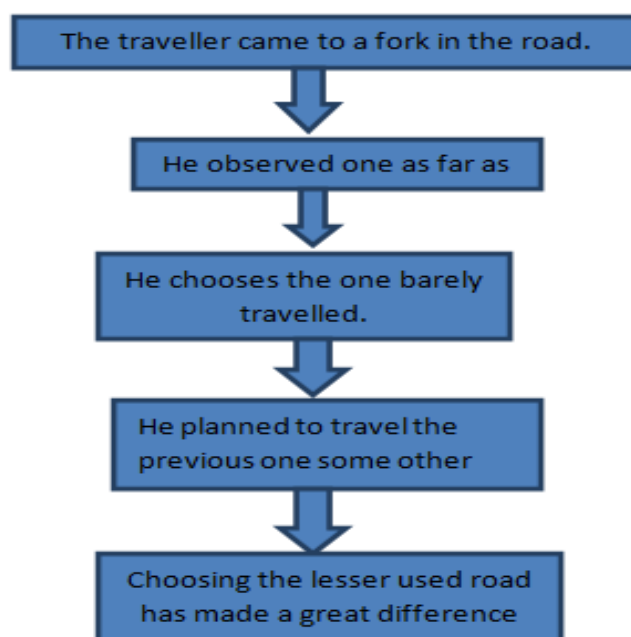 The traveller came to a fork in the road.
He observed one as far as
He chooses the one barely
travelled.
He planned to travel the
previous one some other
Choosing the lesser used road
has made a great difference